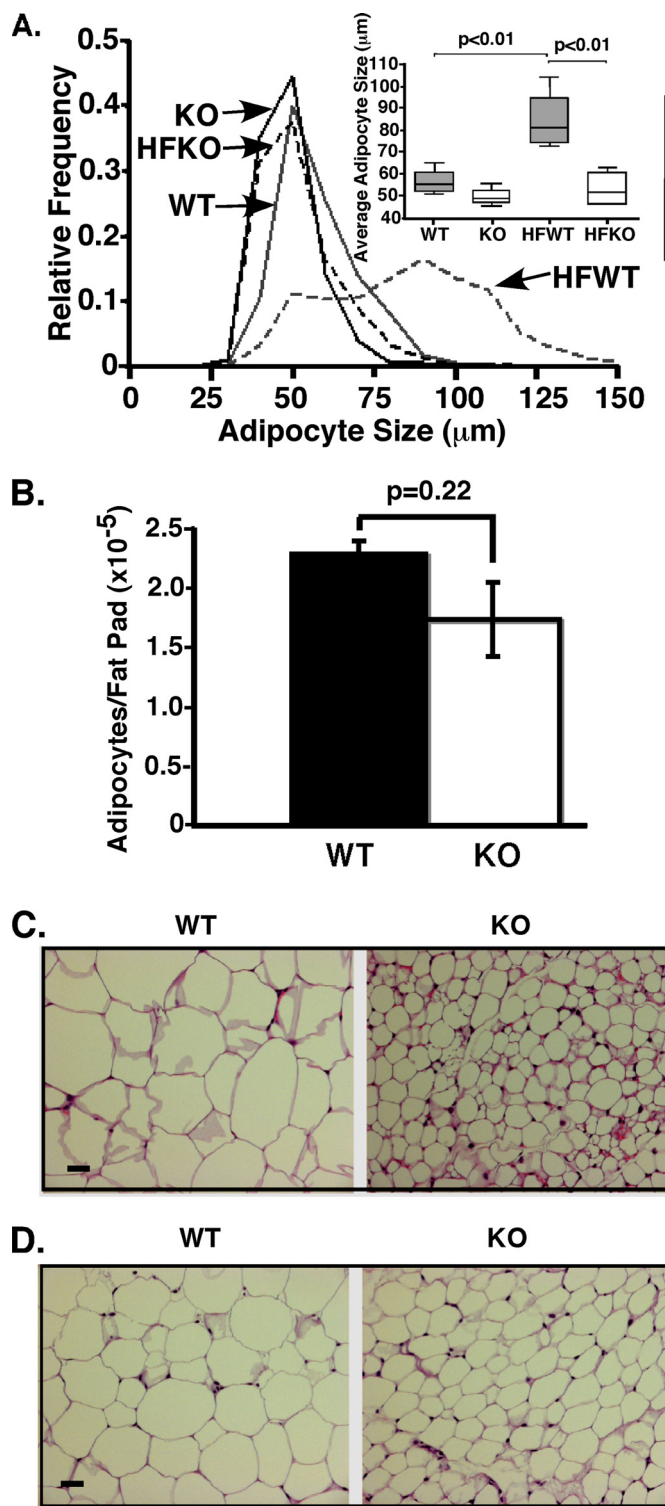 A.
0.5
0.4
0.3
0.2
0.1
0
Relative Frequency
KO
HFKO
WT
HFWT
0 25 50 75 100 125 150
Adipocyte Size (μm)
p<0.01 p<0.01
Average Adipocyte Size (μm)
110
100
90
80
70
60
50
40
WT KO HFWT HFKO
B.
p=0.22
Adipocytes/Fat Pad (x10⁻⁵)
2.5
2.0
1.5
1.0
0.5
0
WT KO
C.
WT KO
D.
WT KO